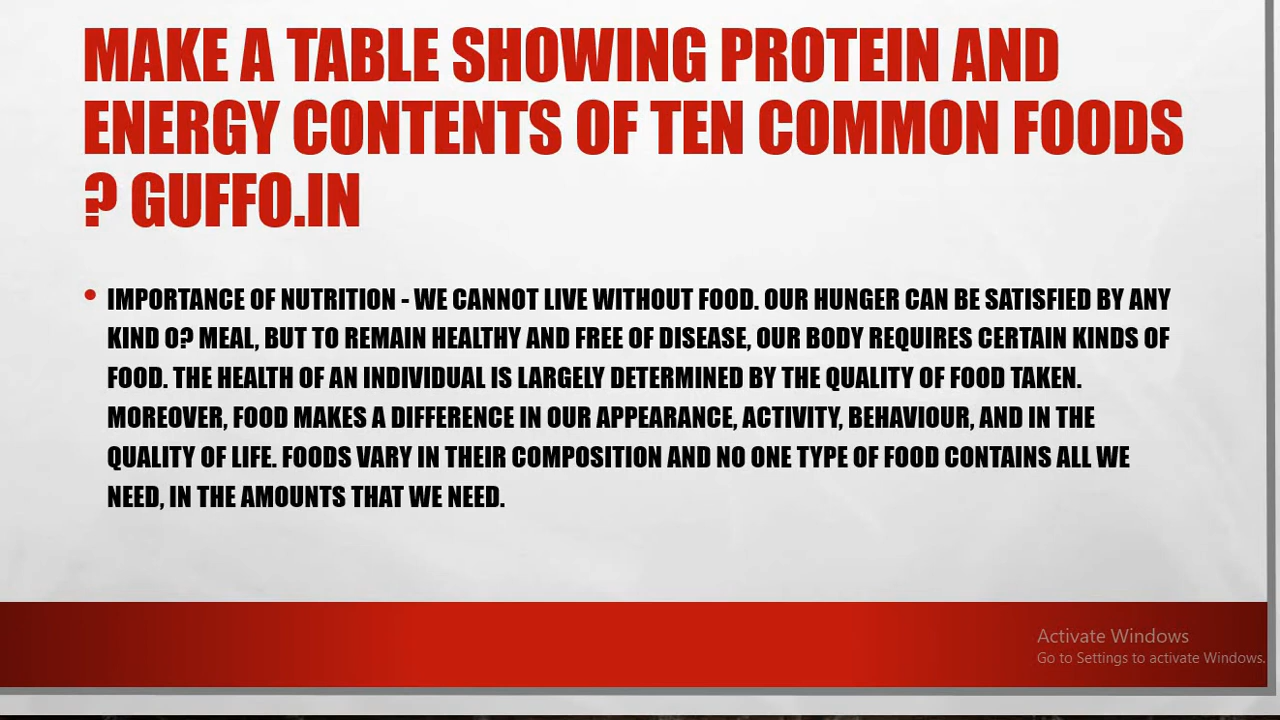 MAKE A TABLE SHOWING PROTEIN AND
ENERGY CONTENTS OF TEN COMMON FOODS
? GUFFO.IN
• IMPORTANCE OF NUTRITION - WE CANNOT LIVE WITHOUT FOOD. OUR HUNGER CAN BE SATISFIED BY ANY
KIND O? MEAL, BUT TO REMAIN HEALTHY AND FREE OF DISEASE, OUR BODY REQUIRES CERTAIN KINDS OF
FOOD. THE HEALTH OF AN INDIVIDUAL IS LARGELY DETERMINED BY THE QUALITY OF FOOD TAKEN.
MOREOVER, FOOD MAKES A DIFFERENCE IN OUR APPEARANCE, ACTIVITY, BEHAVIOUR, AND IN THE
QUALITY OF LIFE. FOODS VARY IN THEIR COMPOSITION AND NO ONE TYPE OF FOOD CONTAINS ALL WE
NEED, IN THE AMOUNTS THAT WE NEED.
Activate Windows
Go to Settings to activate Windows.